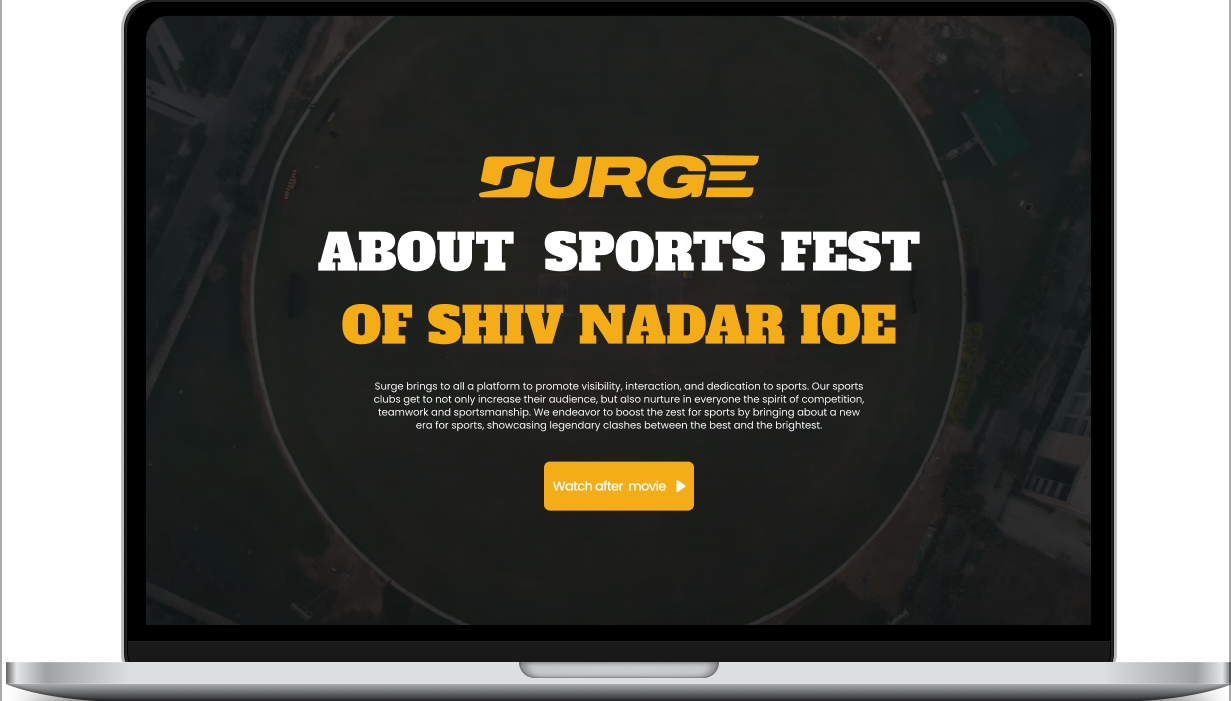 SURGE
ABOUT SPORTS FEST
OF SHIV NADAR IOE
Surge brings to all a platform to promote visibility, interaction, and dedication to sports. Our sports
clubs get to not only increase their audience, but also nurture in everyone the spirit of competition,
teamwork and sportsmanship. We endeavor to boost the zest for sports by bringing about a new
era for sports, showcasing legendary clashes between the best and the brightest.
Watch after movie